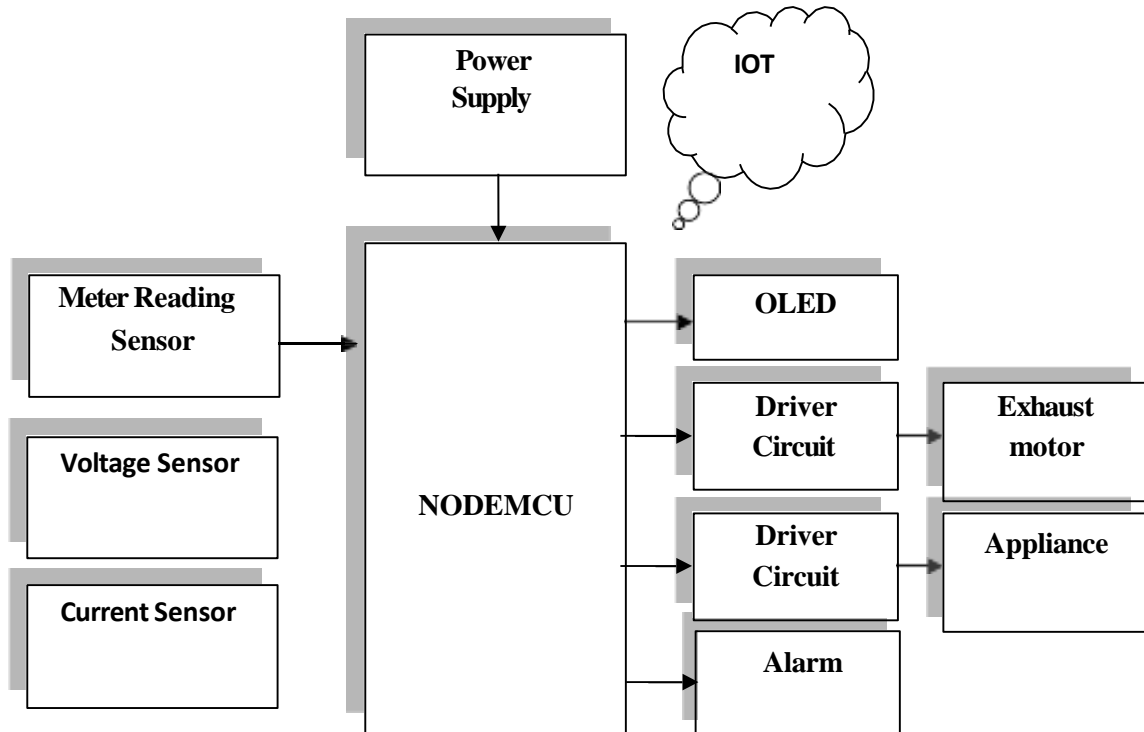 Power
Supply
IOT
Meter Reading
Sensor
OLED
Driver
Circuit
Exhaust
motor
Voltage Sensor
NODEMCU
Driver
Circuit
Appliance
Current Sensor
Alarm